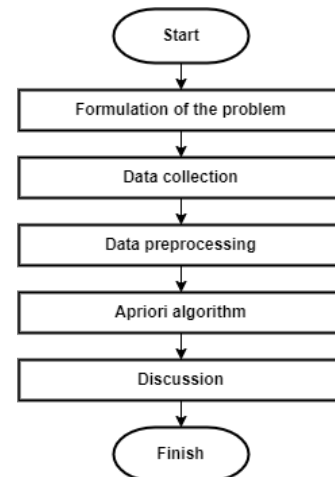 Start
Formulation of the problem
Data collection
Data preprocessing
Apriori algorithm
Discussion
Finish